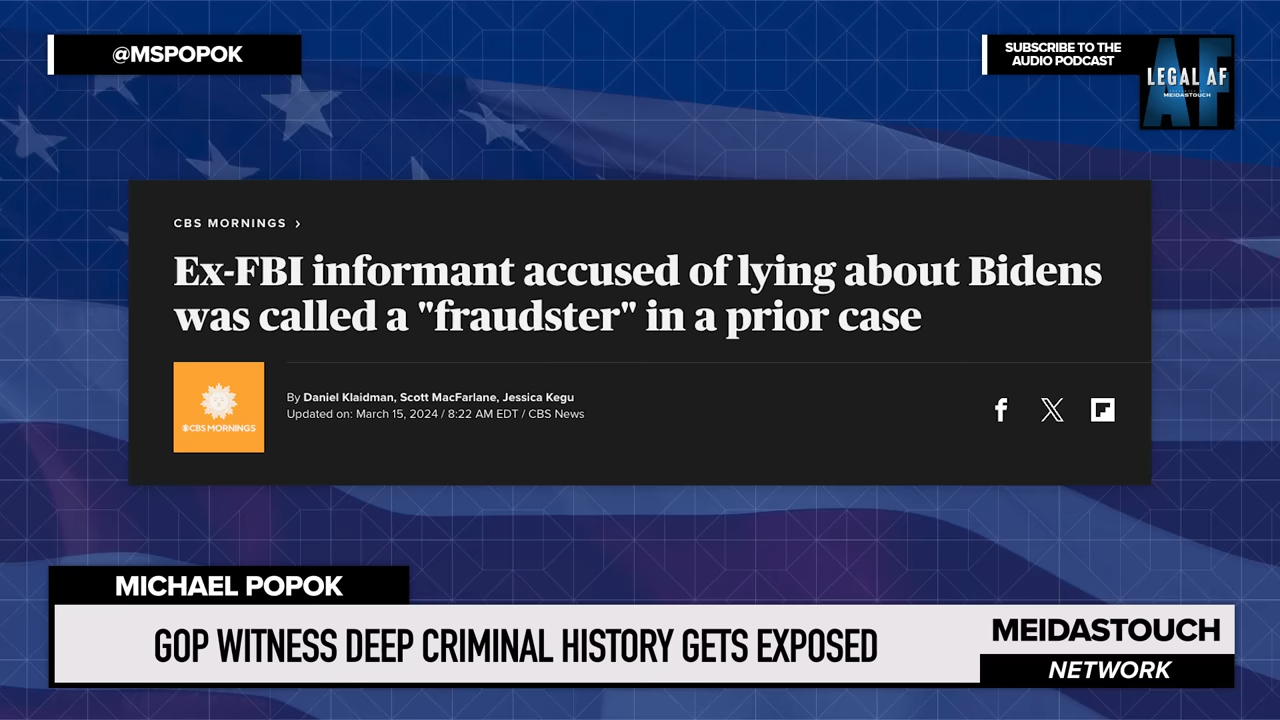 @MSPOPOK
SUBSCRIBE TO THE
AUDIO PODCAST
LEGAL AF
MEIDASTOUCH
CBS MORNINGS ›
Ex-FBI informant accused of lying about Bidens
was called a "fraudster" in a prior case
CBS MORNINGS
By Daniel Klaidman, Scott MacFarlane, Jessica Kegu
Updated on: March 15, 2024 / 8:22 AM EDT / CBS News
MICHAEL POPOK
GOP WITNESS DEEP CRIMINAL HISTORY GETS EXPOSED
MEIDASTOUCH
NETWORK